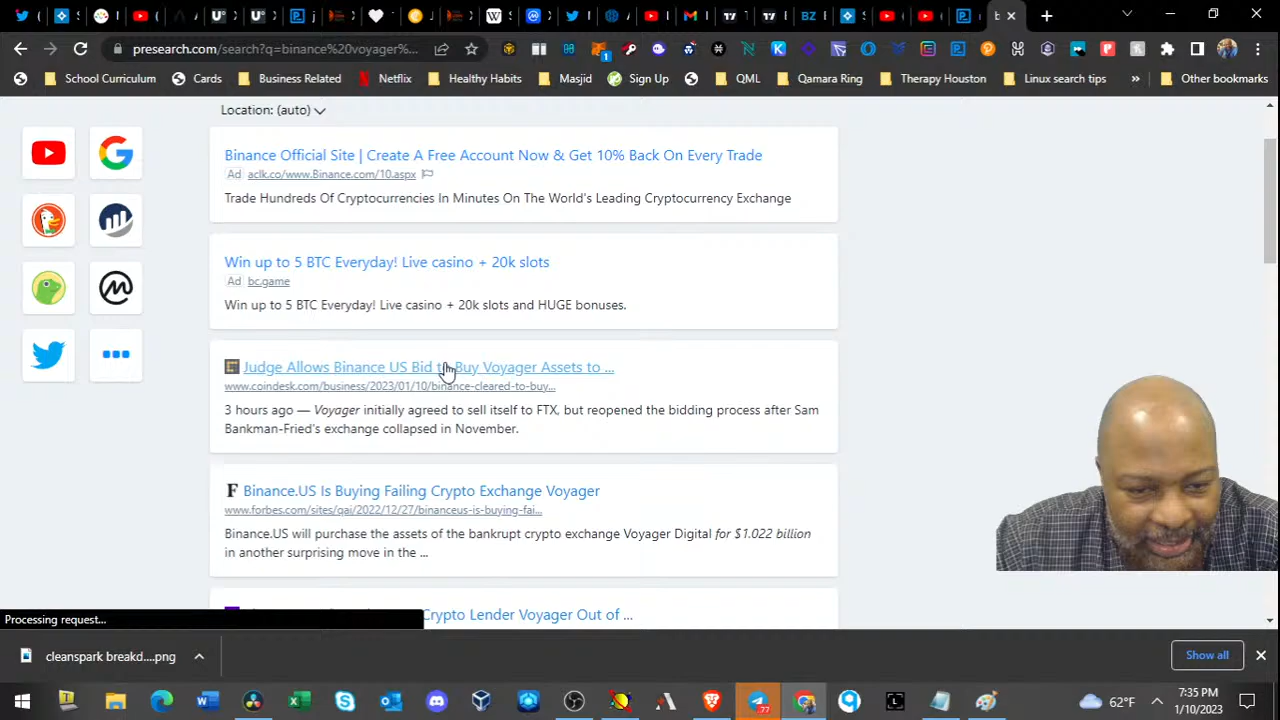 presearch.com/search?q=binance%20voyager%...
School Curriculum
Cards
Business Related
Netflix
Healthy Habits
Masjid
Sign Up
QML
Qamara Ring
Therapy Houston
Linux search tips
»
Other bookmarks
Location: (auto)
Binance Official Site | Create A Free Account Now & Get 10% Back On Every Trade
Ad aclk.co/www.Binance.com/10.aspx
Trade Hundreds Of Cryptocurrencies In Minutes On The World's Leading Cryptocurrency Exchange
Win up to 5 BTC Everyday! Live casino + 20k slots
Ad bc.game
Win up to 5 BTC Everyday! Live casino + 20k slots and HUGE bonuses.
Judge Allows Binance US Bid to Buy Voyager Assets to ...
www.coindesk.com/business/2023/01/10/binance-cleared-to-buy...
3 hours ago — Voyager initially agreed to sell itself to FTX, but reopened the bidding process after Sam
Bankman-Fried's exchange collapsed in November.
F Binance.US Is Buying Failing Crypto Exchange Voyager
www.forbes.com/sites/qai/2022/12/27/binanceus-is-buying-fai...
Binance.US will purchase the assets of the bankrupt crypto exchange Voyager Digital for $1.022 billion
in another surprising move in the ...
Crypto Lender Voyager Out of ...
Processing request...
cleanspark breakd....png
Show all
62°F
7:35 PM
1/10/2023